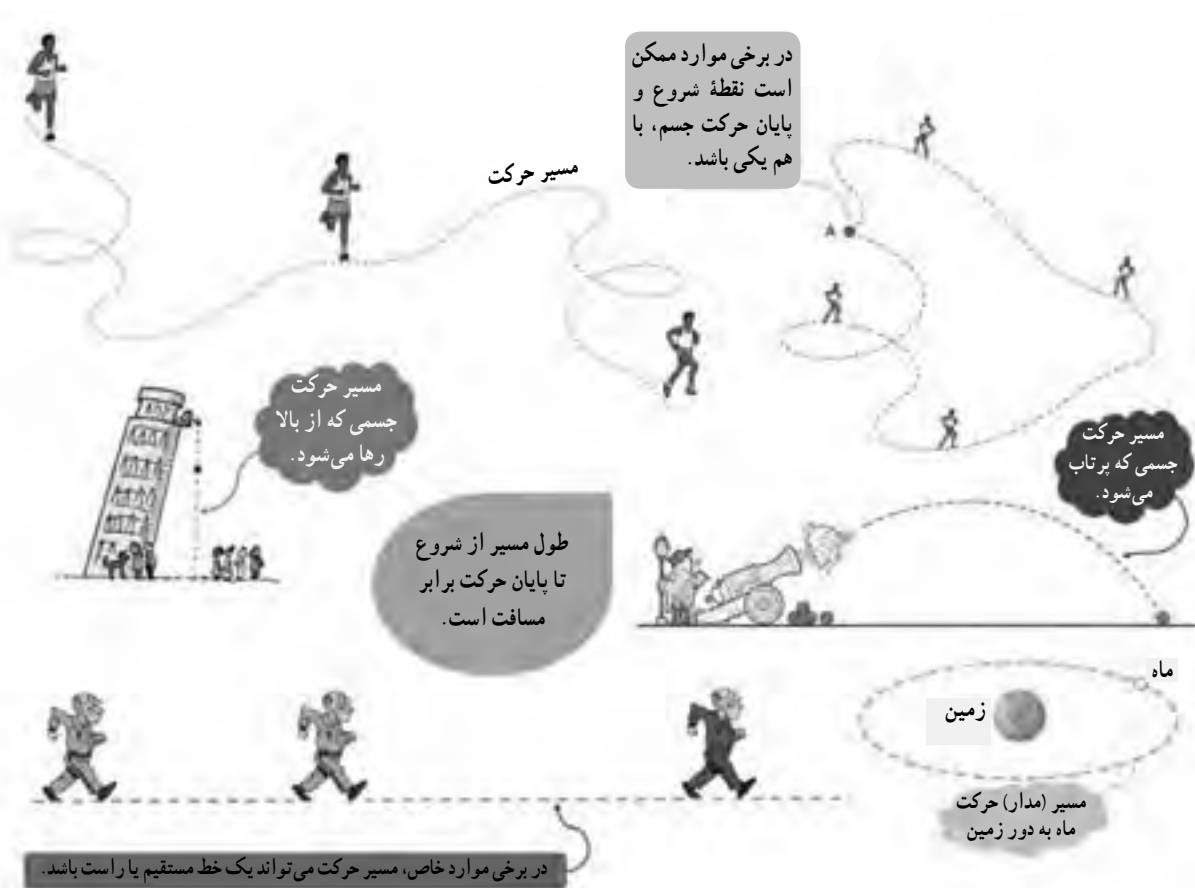 در برخی موارد ممکن
است نقطهٔ شروع و
پایان حرکت جسم، با
هم یکی باشد.
مسیر حرکت
A
مسیر حرکت
جسمی که از بالا
رها می‌شود.
مسیر حرکت
جسمی که پرتاب
می‌شود.
طول مسیر از شروع
تا پایان حرکت برابر
مسافت است.
ماه
زمین
مسیر (مدار) حرکت
ماه به دور زمین
در برخی موارد خاص، مسیر حرکت می‌تواند یک خط مستقیم یا راست باشد.